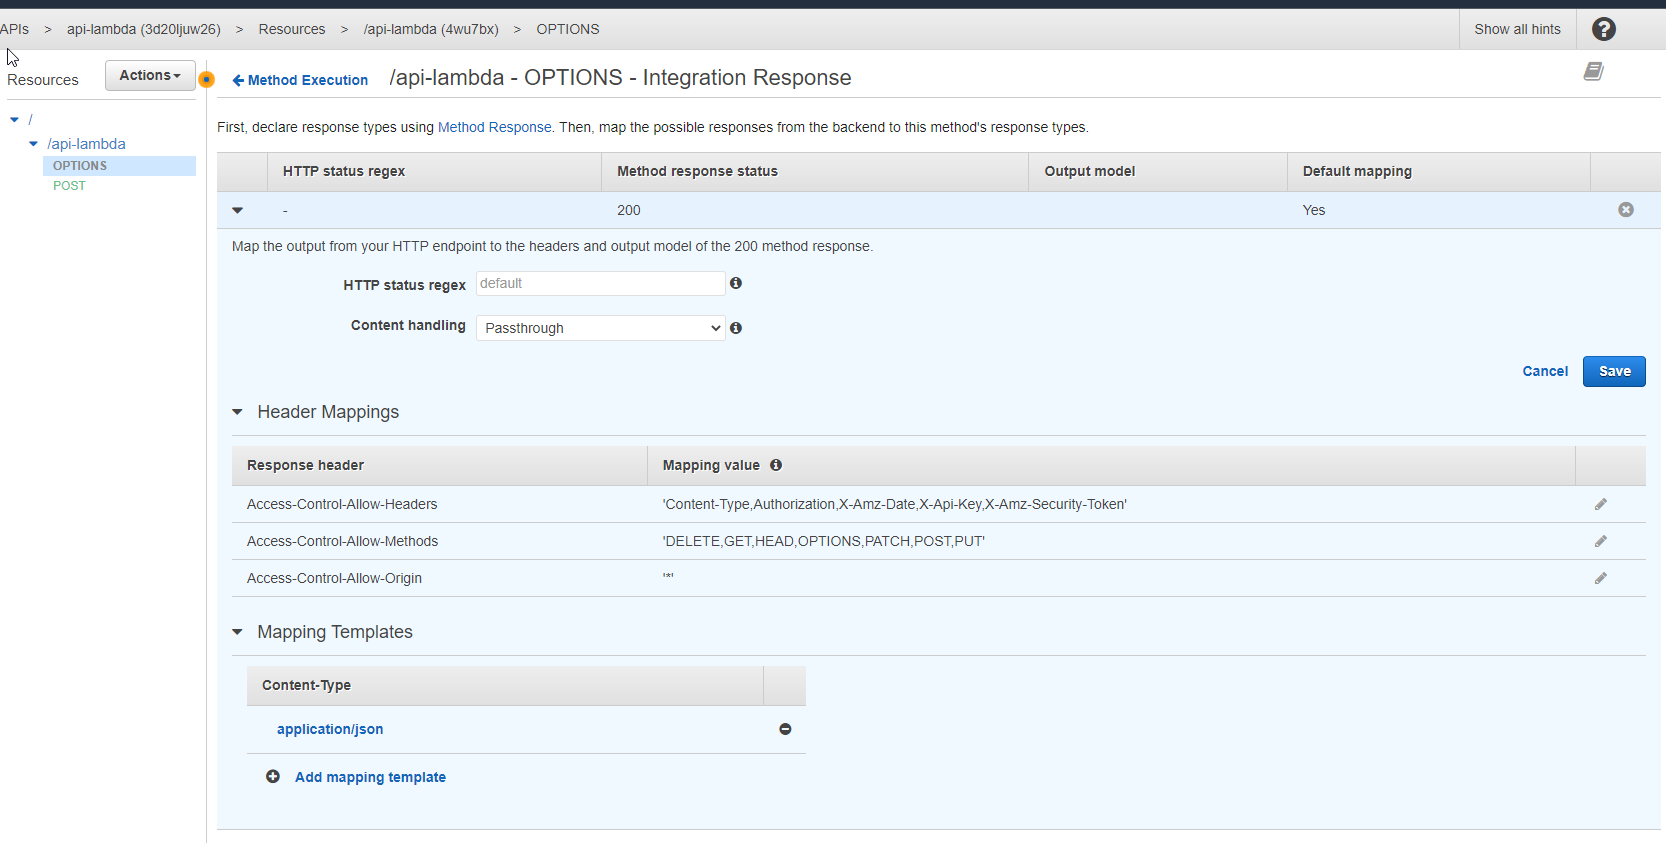 APIs > api-lambda (3d20ljuw26) > Resources > /api-lambda (4wu7bx) > OPTIONS Show all hints ?
Resources Actions
Method Execution /api-lambda - OPTIONS - Integration Response
/
/api-lambda
OPTIONS
POST
First, declare response types using Method Response. Then, map the possible responses from the backend to this method's response types.
HTTP status regex Method response status Output model Default mapping
- 200 Yes
Map the output from your HTTP endpoint to the headers and output model of the 200 method response.
HTTP status regex default
Content handling Passthrough
Cancel Save
Header Mappings
Response header Mapping value
Access-Control-Allow-Headers 'Content-Type,Authorization,X-Amz-Date,X-Api-Key,X-Amz-Security-Token'
Access-Control-Allow-Methods 'DELETE,GET,HEAD,OPTIONS,PATCH,POST,PUT'
Access-Control-Allow-Origin '*'
Mapping Templates
Content-Type
application/json
Add mapping template